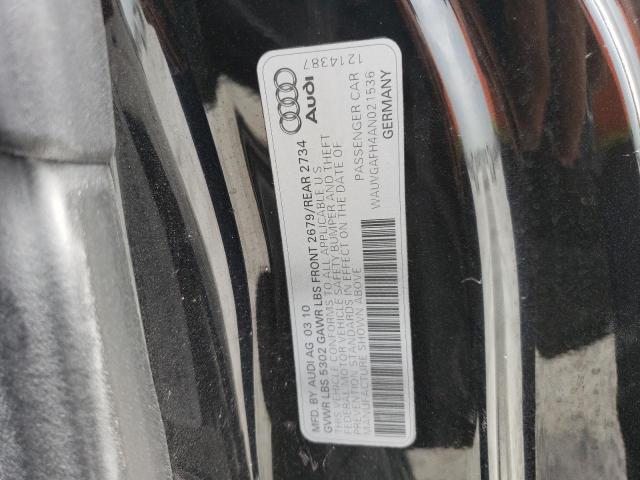 1214387
Audi
MFD. BY AUDI AG 03 10
GVWR LBS 5302 GAWR LBS FRONT 2679/REAR 2734
THIS VEHICLE CONFORMS TO ALL APPLICABLE U S
FEDERAL MOTOR VEHICLE SAFETY BUMPER AND THEFT
PREVENTION STANDARDS IN EFFECT ON THE DATE OF
MANUFACTURE SHOWN ABOVE
PASSENGER CAR
WAUVGAFH4AN021536
GERMANY